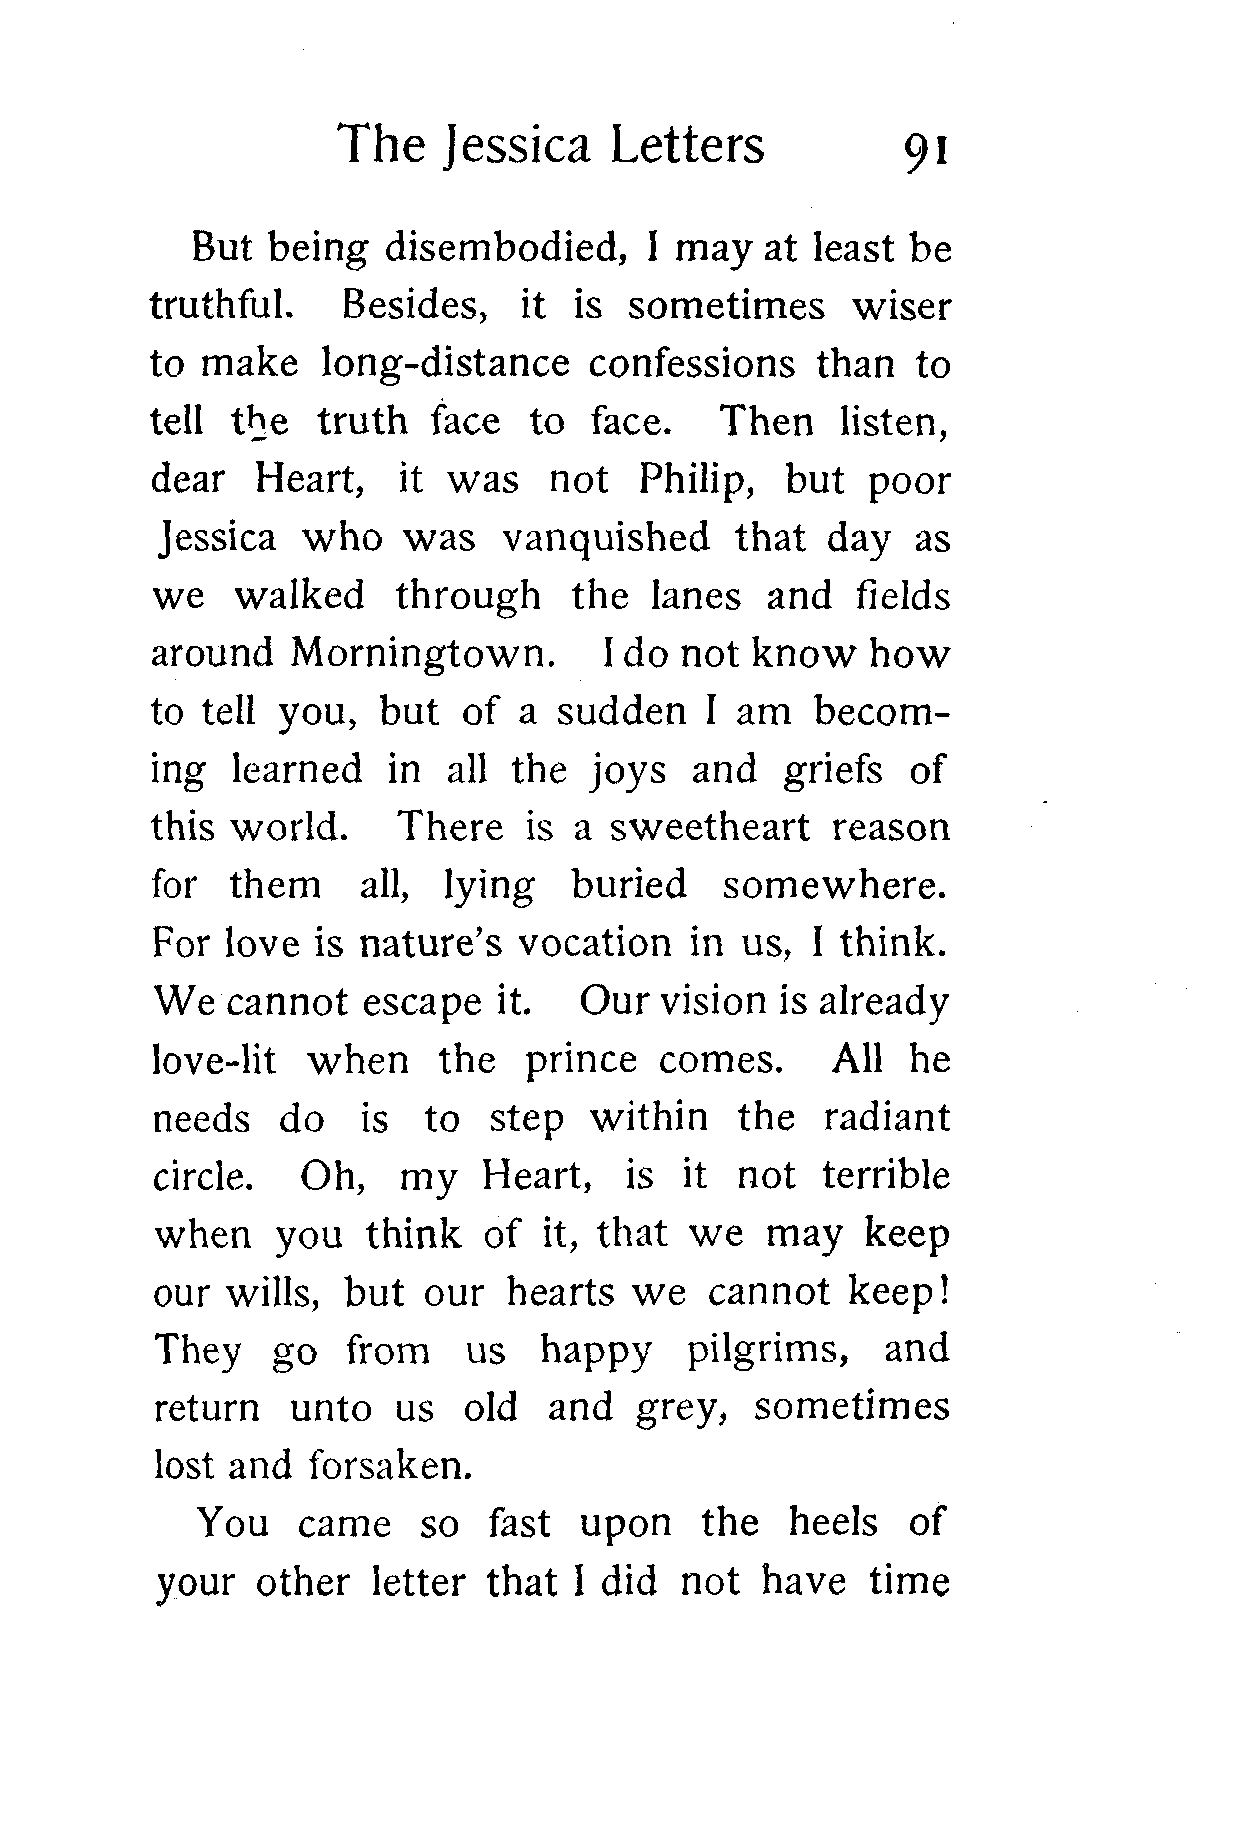 The Jessica Letters 91
But being disembodied, I may at least be
truthful. Besides, it is sometimes wiser
to make long-distance confessions than to
tell the truth face to face. Then listen,
dear Heart, it was not Philip, but poor
Jessica who was vanquished that day as
we walked through the lanes and fields
around Morningtown. I do not know how
to tell you, but of a sudden I am becom-
ing learned in all the joys and griefs of
this world. There is a sweetheart reason
for them all, lying buried somewhere.
For love is nature's vocation in us, I think.
We cannot escape it. Our vision is already
love-lit when the prince comes. All he
needs do is to step within the radiant
circle. Oh, my Heart, is it not terrible
when you think of it, that we may keep
our wills, but our hearts we cannot keep!
They go from us happy pilgrims, and
return unto us old and grey, sometimes
lost and forsaken.
You came so fast upon the heels of
your other letter that I did not have time